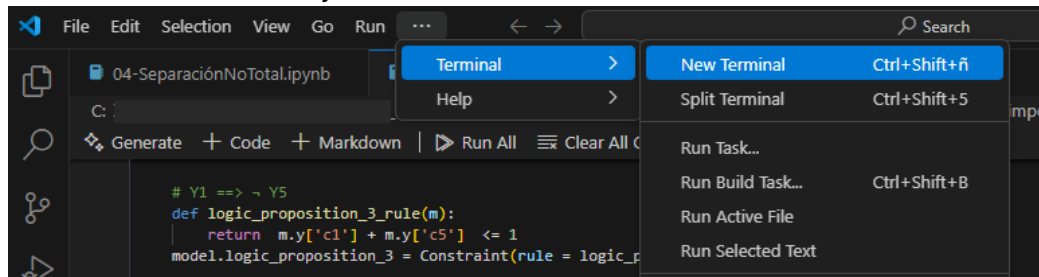 File Edit Selection View Go Run ··· ← → Search
04-SeparaciónNoTotal.ipynb
Terminal >
New Terminal Ctrl+Shift+ñ
C:
Help >
Split Terminal Ctrl+Shift+5
Generate + Code + Markdown | Run All Clear All
Run Task...
# Y1 ==> ¬ Y5
Run Build Task... Ctrl+Shift+B
def logic_proposition_3_rule(m):
Run Active File
return m.y['c1'] + m.y['c5'] <= 1
model.logic_proposition_3 = Constraint(rule = logic_p
Run Selected Text